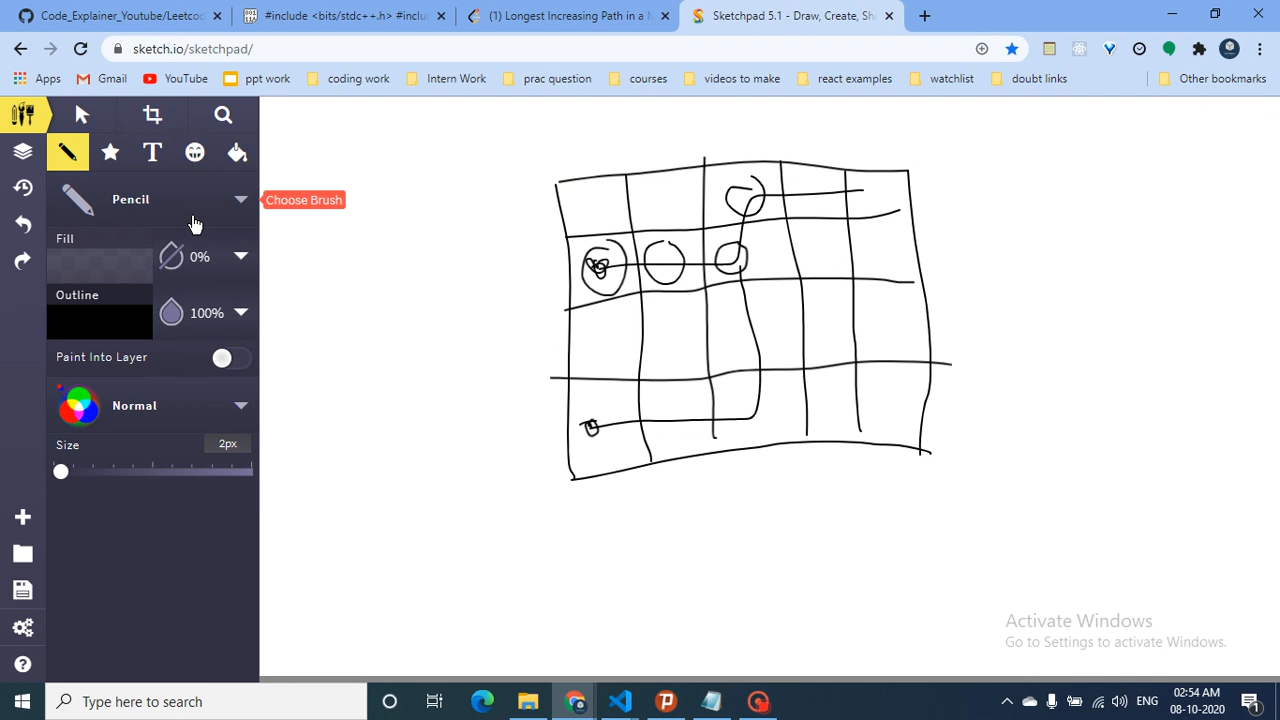 Code_Explainer_Youtube/Leetcod
#include <bits/stdc++.h> #includ
(1) Longest Increasing Path in a M
Sketchpad 5.1 - Draw, Create, Sha
sketch.io/sketchpad/
Apps
Gmail
YouTube
ppt work
coding work
Intern Work
prac question
courses
videos to make
react examples
watchlist
doubt links
Other bookmarks
Pencil
Choose Brush
Fill
0%
Outline
100%
Paint Into Layer
Normal
Size
2px
Activate Windows
Go to Settings to activate Windows.
Type here to search
ENG
02:54 AM
08-10-2020